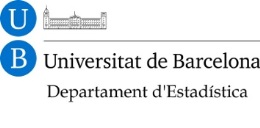 U
B
Universitat de Barcelona
Departament d'Estadística